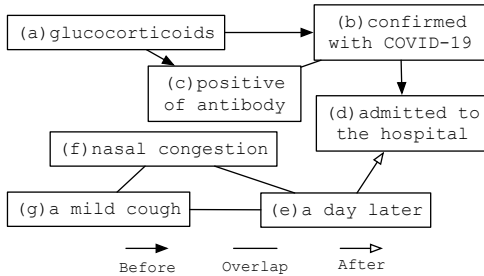 (a)glucocorticoids
(b)confirmed
with COVID-19
(c)positive
of antibody
(d)admitted to
the hospital
(f)nasal congestion
(g)a mild cough
(e)a day later
Before
Overlap
After